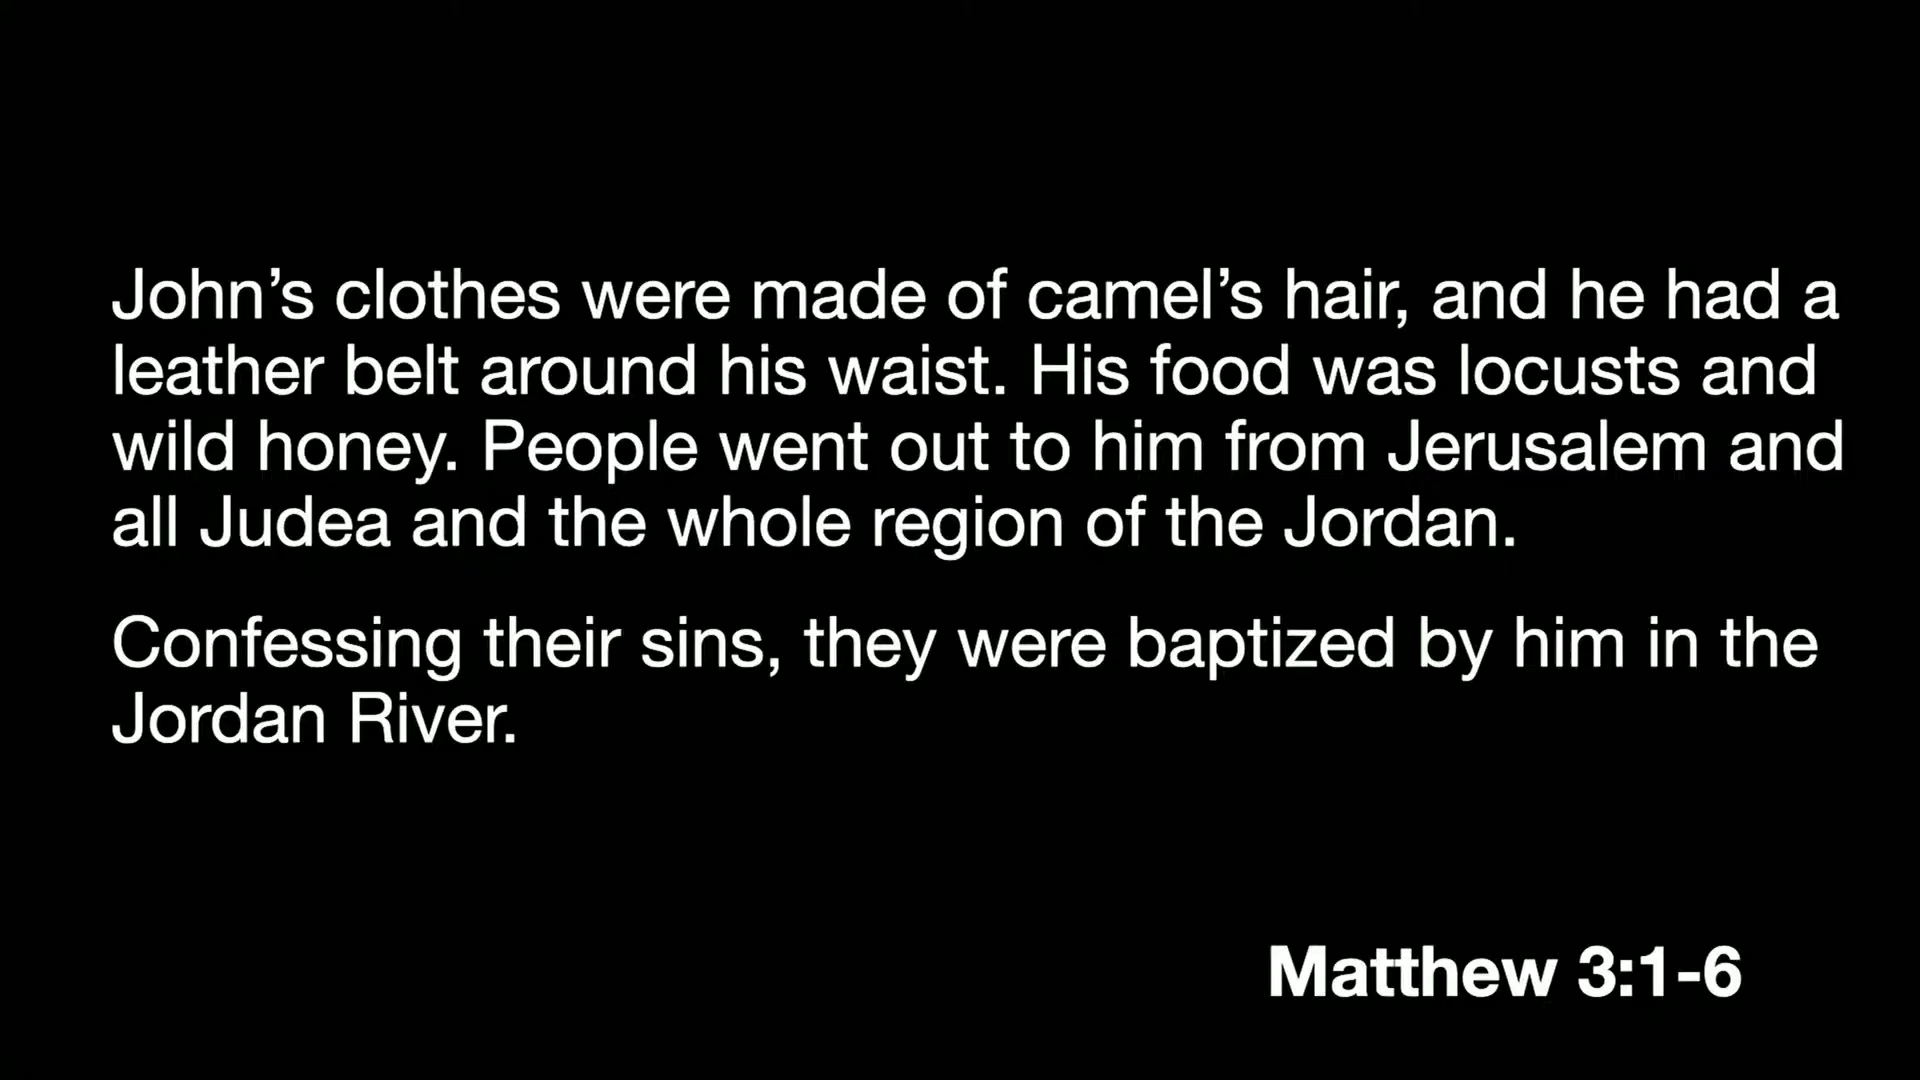 John’s clothes were made of camel’s hair, and he had a
leather belt around his waist. His food was locusts and
wild honey. People went out to him from Jerusalem and
all Judea and the whole region of the Jordan.
Confessing their sins, they were baptized by him in the
Jordan River.
Matthew 3:1-6